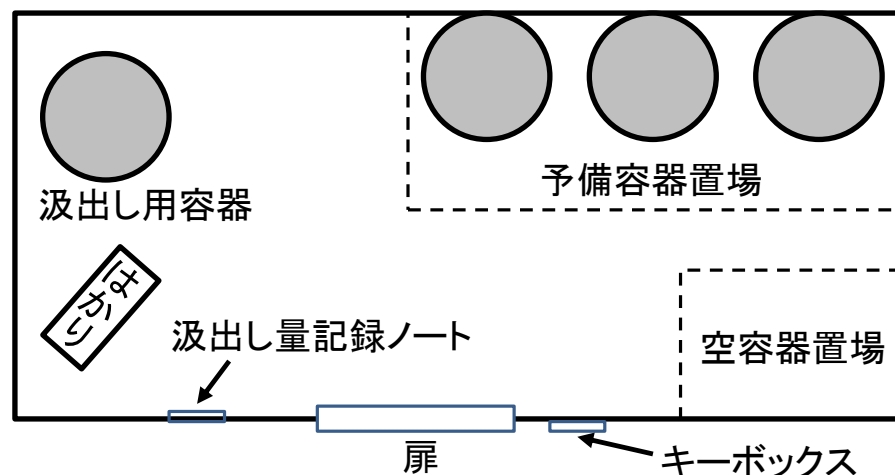 予備容器置場
汲出し用容器
はかり
汲出し量記録ノート
空容器置場
扉
キーボックス